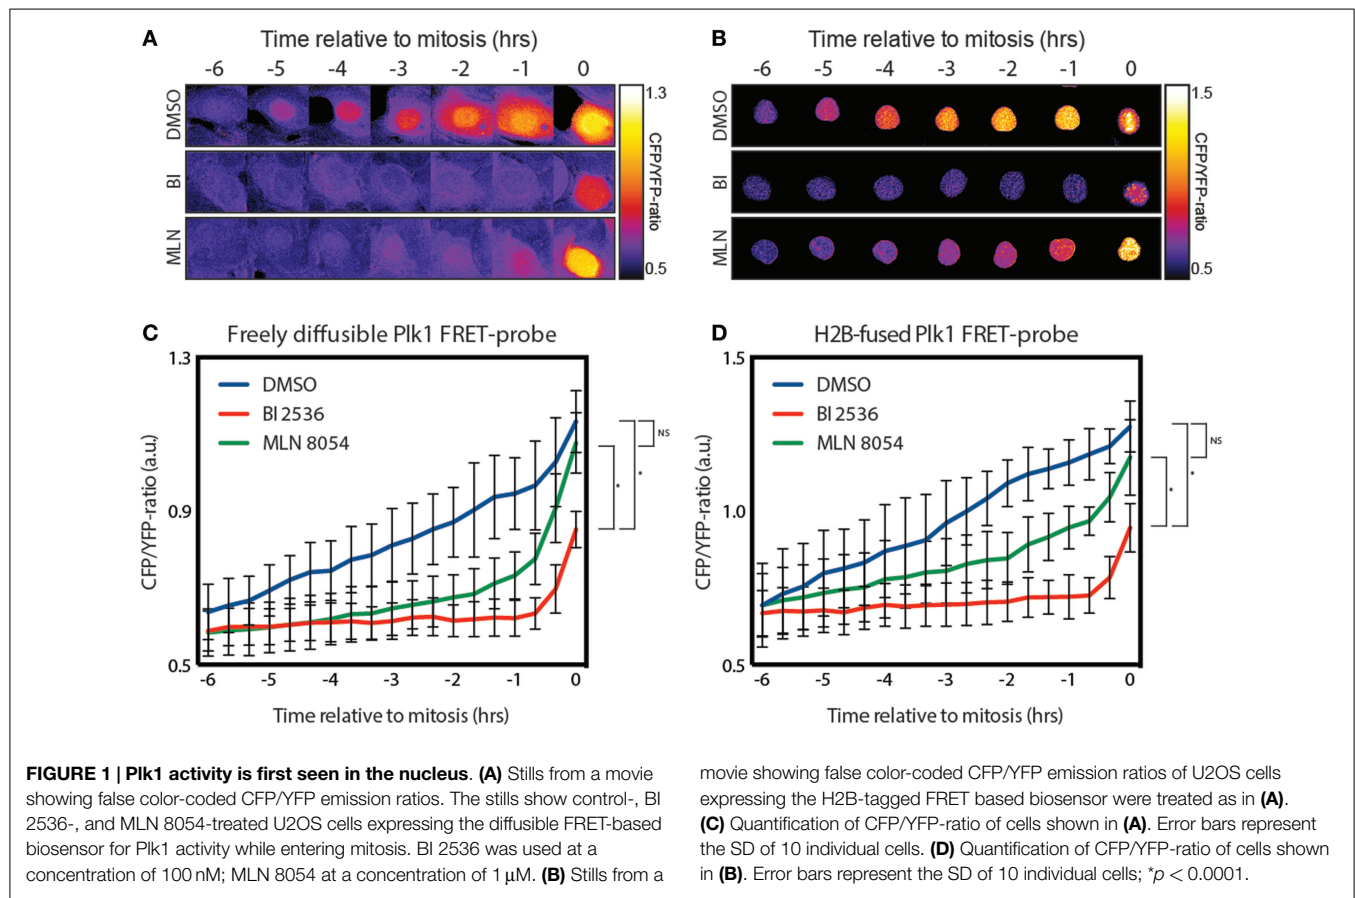 A
Time relative to mitosis (hrs)
-6 -5 -4 -3 -2 -1 0
DMSO
BI
MLN
1.3
CFP/YFP-ratio
0.5
B
Time relative to mitosis (hrs)
-6 -5 -4 -3 -2 -1 0
DMSO
BI
MLN
1.5
CFP/YFP-ratio
0.5
C
Freely diffusible Plk1 FRET-probe
1.3
0.9
0.5
CFP/YFP-ratio (a.u.)
DMSO
BI 2536
MLN 8054
NS
*
*
-6 -5 -4 -3 -2 -1 0
Time relative to mitosis (hrs)
D
H2B-fused Plk1 FRET-probe
1.5
1.0
0.5
CFP/YFP-ratio (a.u.)
DMSO
BI 2536
MLN 8054
NS
*
*
-6 -5 -4 -3 -2 -1 0
Time relative to mitosis (hrs)
FIGURE 1 | Plk1 activity is first seen in the nucleus. (A) Stills from a movie
showing false color-coded CFP/YFP emission ratios. The stills show control-, BI
2536-, and MLN 8054-treated U2OS cells expressing the diffusible FRET-based
biosensor for Plk1 activity while entering mitosis. BI 2536 was used at a
concentration of 100 nM; MLN 8054 at a concentration of 1 μM. (B) Stills from a
movie showing false color-coded CFP/YFP emission ratios of U2OS cells
expressing the H2B-tagged FRET based biosensor were treated as in (A).
(C) Quantification of CFP/YFP-ratio of cells shown in (A). Error bars represent
the SD of 10 individual cells. (D) Quantification of CFP/YFP-ratio of cells shown
in (B). Error bars represent the SD of 10 individual cells; *p < 0.0001.